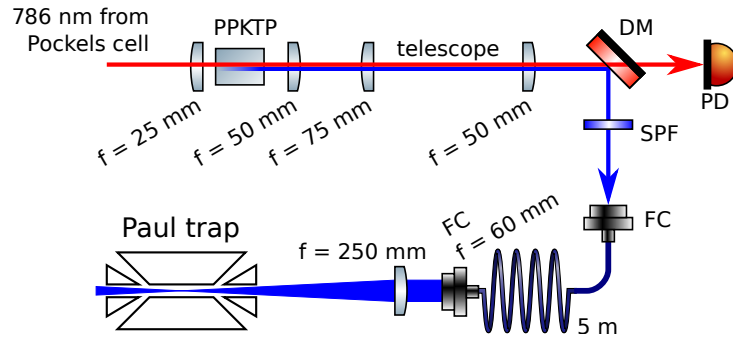 786 nm from
Pockels cell
PPKTP
telescope
DM
PD
f = 25 mm
f = 50 mm
f = 75 mm
f = 50 mm
SPF
FC
Paul trap
f = 250 mm
FC
f = 60 mm
5 m